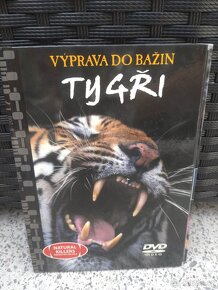 VÝPRAVA DO BAŽIN
TYGŘI
NATURAL
KILLERS
DVD
VIDEO